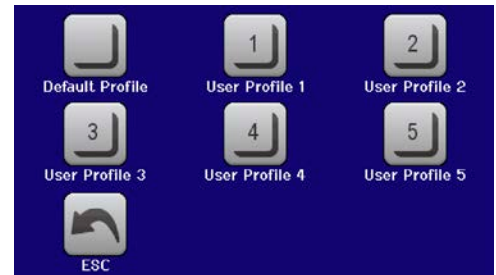 1 2
Default Profile User Profile 1 User Profile 2
3 4 5
User Profile 3 User Profile 4 User Profile 5
ESC